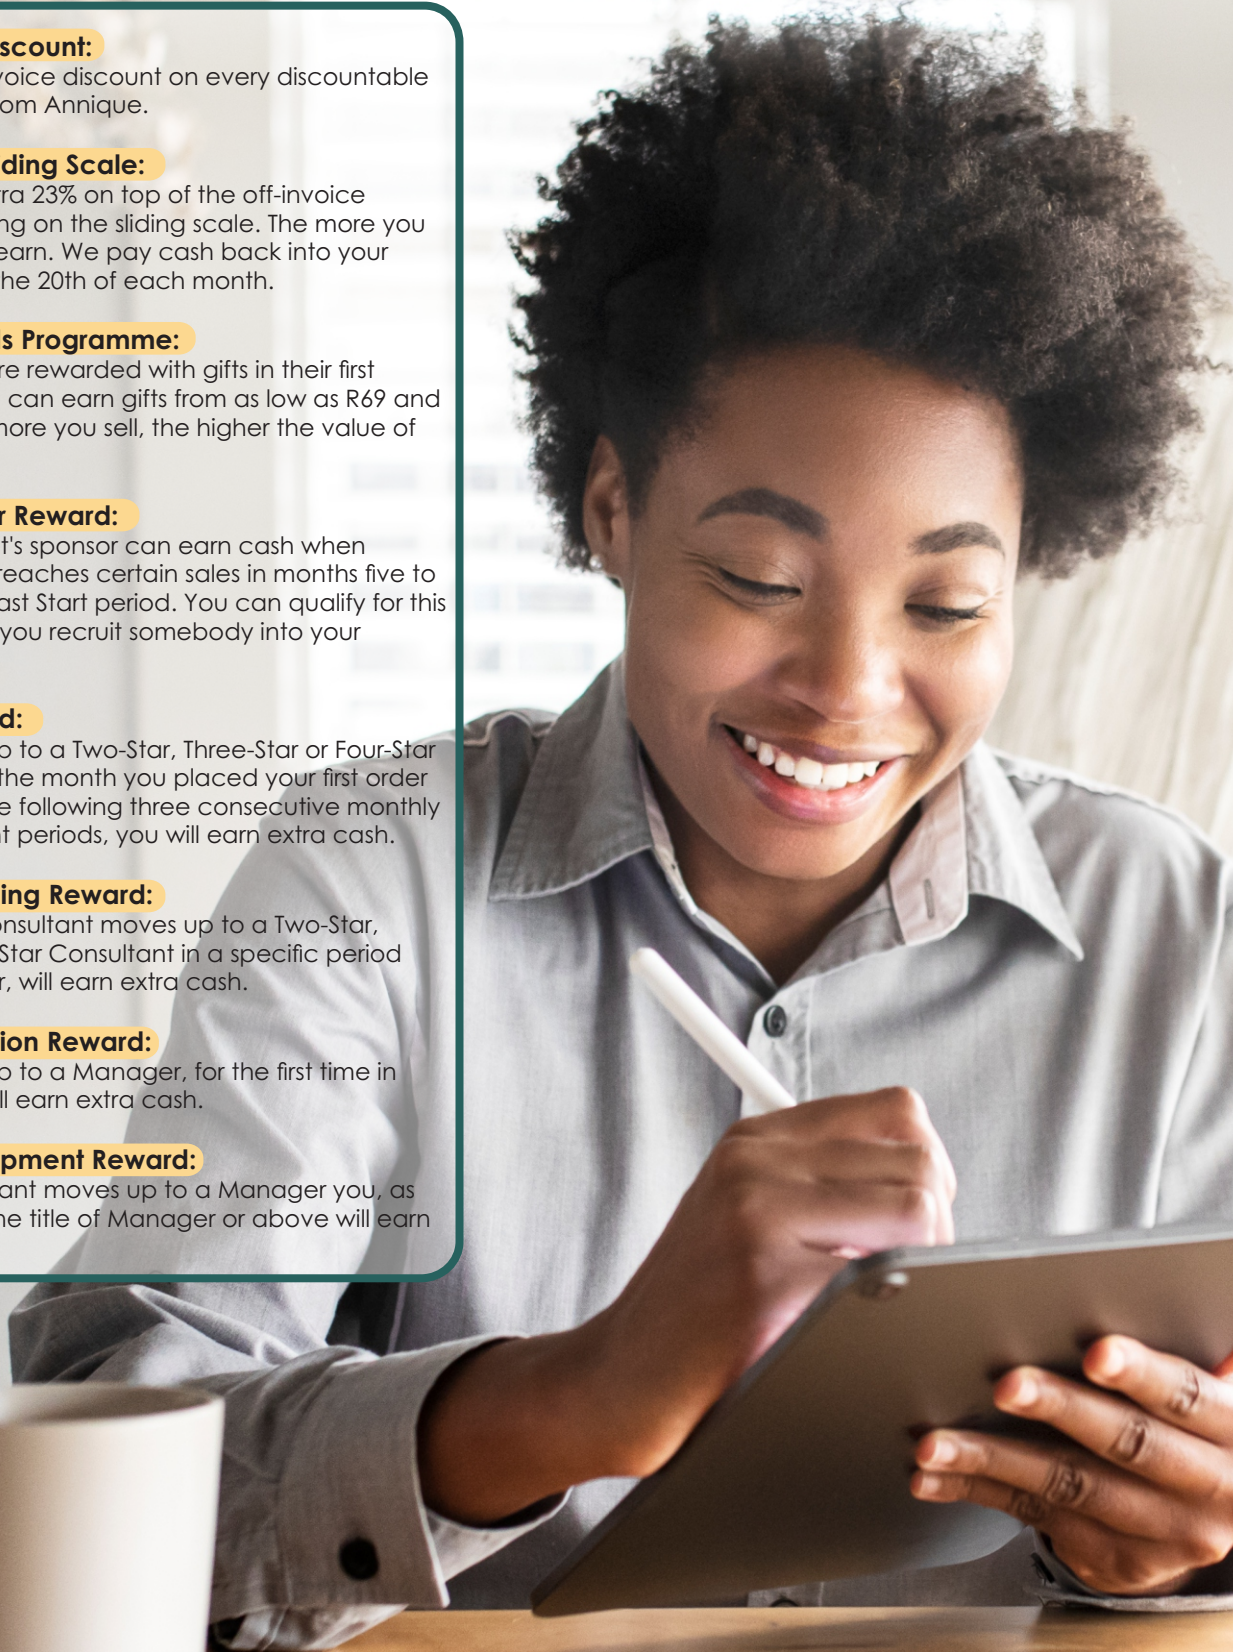 scount:
voice discount on every discountable
om Annique.
ding Scale:
ra 23% on top of the off-invoice
ng on the sliding scale. The more you
earn. We pay cash back into your
he 20th of each month.
ls Programme:
re rewarded with gifts in their first
can earn gifts from as low as R69 and
more you sell, the higher the value of
r Reward:
t's sponsor can earn cash when
reaches certain sales in months five to
ast Start period. You can qualify for this
you recruit somebody into your
d:
p to a Two-Star, Three-Star or Four-Star
the month you placed your first order
e following three consecutive monthly
nt periods, you will earn extra cash.
ing Reward:
onsultant moves up to a Two-Star,
Star Consultant in a specific period
r, will earn extra cash.
ion Reward:
p to a Manager, for the first time in
ll earn extra cash.
pment Reward:
ant moves up to a Manager you, as
he title of Manager or above will earn